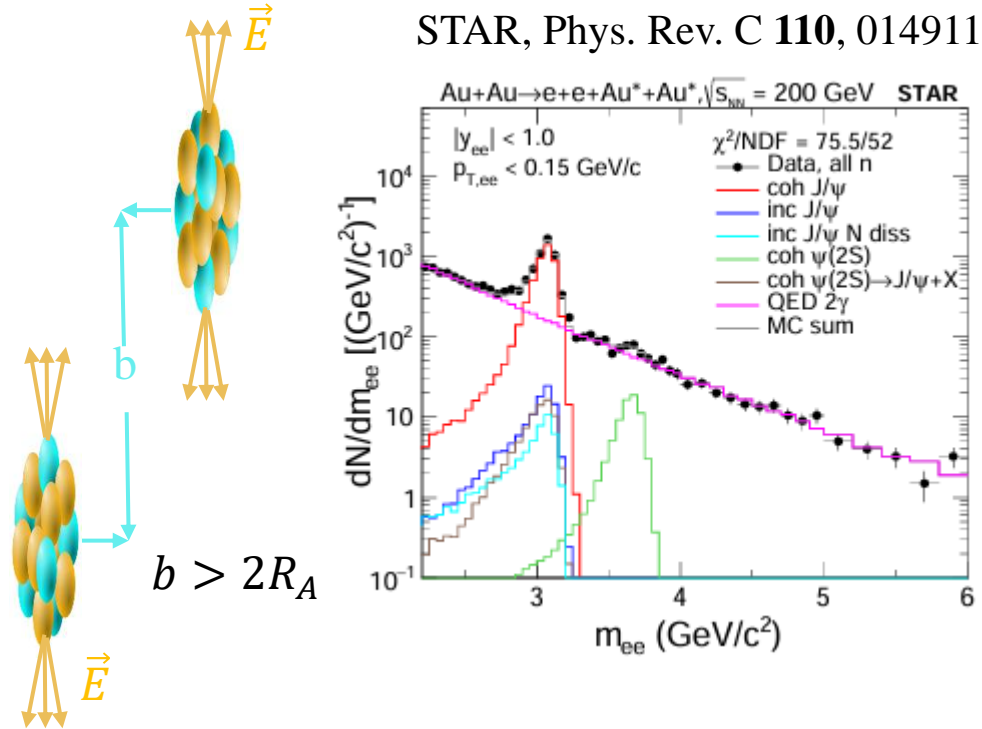 $\vec{E}$
STAR, Phys. Rev. C 110, 014911
Au+Au→e+e+Au*+Au*,√s_NN = 200 GeV STAR
|y_ee| < 1.0
p_T,ee < 0.15 GeV/c
χ²/NDF = 75.5/52
Data, all n
coh J/ψ
inc J/ψ
inc J/ψ N diss
coh ψ(2S)
coh ψ(2S)→J/ψ+X
QED 2γ
MC sum
dN/dm_ee [(GeV/c²)⁻¹]
10⁴
10³
10²
10
1
10⁻¹
3 4 5 6
m_ee (GeV/c²)
b
b > 2R_A
$\vec{E}$